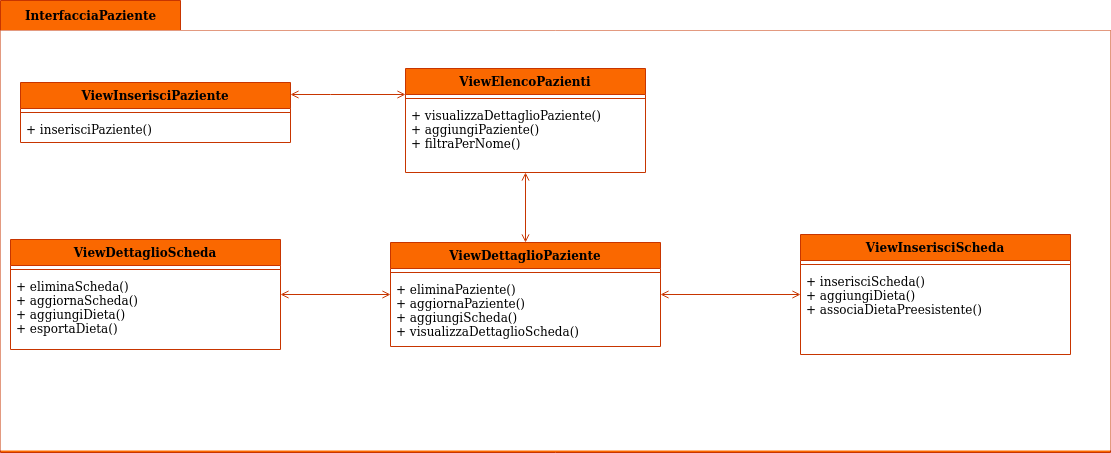 InterfacciaPaziente
ViewInserisciPaziente
+ inserisciPaziente()
ViewElencoPazienti
+ visualizzaDettaglioPaziente()
+ aggiungiPaziente()
+ filtraPerNome()
ViewDettaglioScheda
+ eliminaScheda()
+ aggiornaScheda()
+ aggiungiDieta()
+ esportaDieta()
ViewDettaglioPaziente
+ eliminaPaziente()
+ aggiornaPaziente()
+ aggiungiScheda()
+ visualizzaDettaglioScheda()
ViewInserisciScheda
+ inserisciScheda()
+ aggiungiDieta()
+ associaDietaPreesistente()